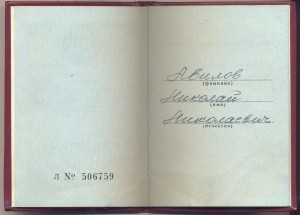 Авилов
(фамилия)
Николай
(имя)
Николаевич
(отчество)
Л № 506759